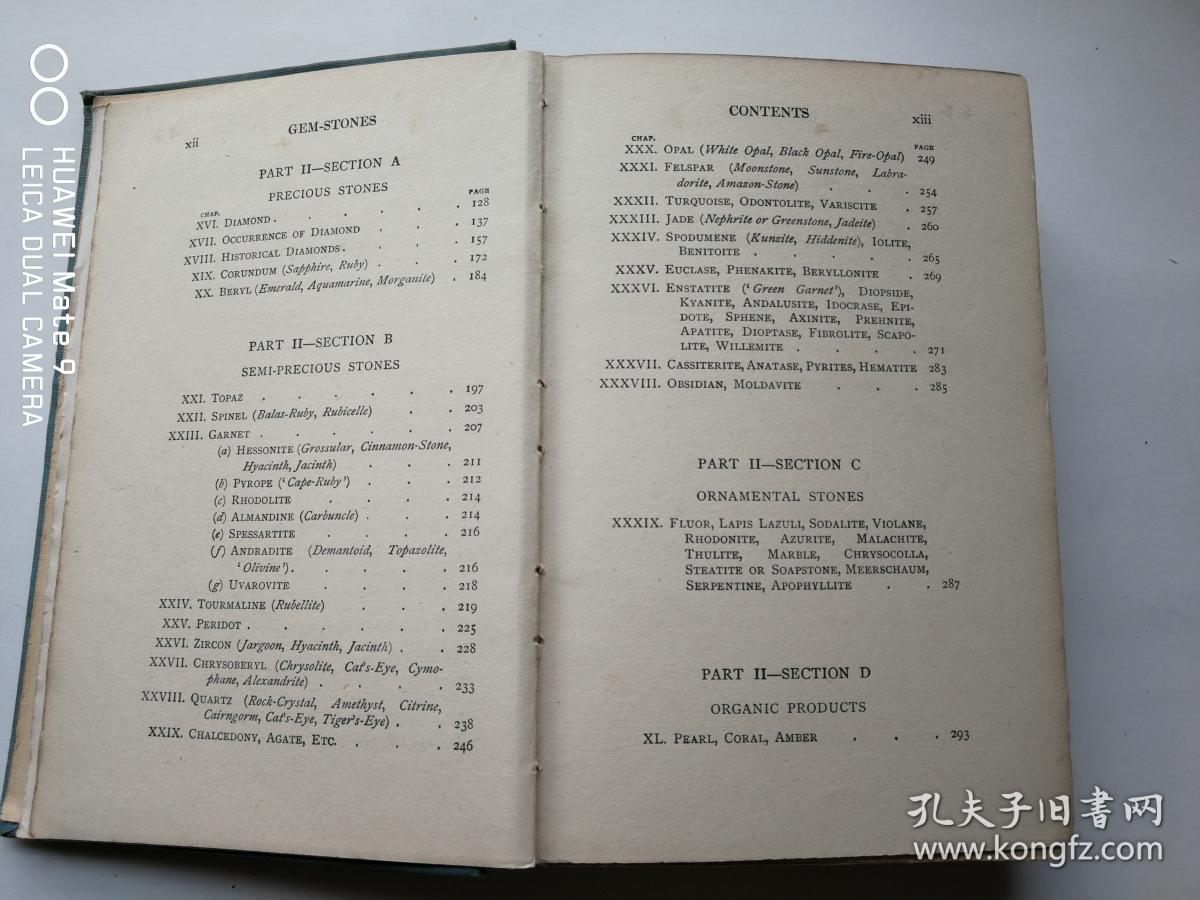 xii
GEM-STONES
PART II—SECTION A
PRECIOUS STONES
CHAP. PAGE
XVI. DIAMOND . . . . . . 128
XVII. OCCURRENCE OF DIAMOND . . . 137
XVIII. HISTORICAL DIAMONDS . . . . 157
XIX. CORUNDUM (Sapphire, Ruby) . . . 172
XX. BERYL (Emerald, Aquamarine, Morganite) . 184
PART II—SECTION B
SEMI-PRECIOUS STONES
XXI. TOPAZ . . . . . . 197
XXII. SPINEL (Balas-Ruby, Rubicelle) . . 203
XXIII. GARNET . . . . . . 207
(a) HESSONITE (Grossular, Cinnamon-Stone,
Hyacinth, Jacinth) . . . 211
(b) PYROPE ('Cape-Ruby') . . . 212
(c) RHODOLITE . . . . 214
(d) ALMANDINE (Carbuncle) . . . 214
(e) SPESSARTITE . . . . 216
(f) ANDRADITE (Demantoid, Topazolite,
'Olivine') . . . . 216
(g) UVAROVITE . . . . 218
XXIV. TOURMALINE (Rubellite) . . . . 219
XXV. PERIDOT . . . . . . 225
XXVI. ZIRCON (Jargoon, Hyacinth, Jacinth) . . 228
XXVII. CHRYSOBERYL (Chrysolite, Cat's-Eye, Cymo-
phane, Alexandrite) . . . . 233
XXVIII. QUARTZ (Rock-Crystal, Amethyst, Citrine,
Cairngorm, Cat's-Eye, Tiger's-Eye) . . 238
XXIX. CHALCEDONY, AGATE, ETC. . . . 246
CONTENTS
xiii
CHAP. PAGE
XXX. OPAL (White Opal, Black Opal, Fire-Opal) 249
XXXI. FELSPAR (Moonstone, Sunstone, Labra-
dorite, Amazon-Stone) . . . 254
XXXII. TURQUOISE, ODONTOLITE, VARISCITE . 257
XXXIII. JADE (Nephrite or Greenstone, Jadeite) . 260
XXXIV. SPODUMENE (Kunzite, Hiddenite), IOLITE,
BENITOITE . . . . . 265
XXXV. EUCLASE, PHENAKITE, BERYLLONITE . 269
XXXVI. ENSTATITE ('Green Garnet'), DIOPSIDE,
KYANITE, ANDALUSITE, IDOCRASE, EPI-
DOTE, SPHENE, AXINITE, PREHNITE,
APATITE, DIOPTASE, FIBROLITE, SCAPO-
LITE, WILLEMITE . . . . 271
XXXVII. CASSITERITE, ANATASE, PYRITES, HEMATITE 283
XXXVIII. OBSIDIAN, MOLDAVITE . . . 285
PART II—SECTION C
ORNAMENTAL STONES
XXXIX. FLUOR, LAPIS LAZULI, SODALITE, VIOLANE,
RHODONITE, AZURITE, MALACHITE,
THULITE, MARBLE, CHRYSOCOLLA,
STEATITE OR SOAPSTONE, MEERSCHAUM,
SERPENTINE, APOPHYLLITE . . 287
PART II—SECTION D
ORGANIC PRODUCTS
XL. PEARL, CORAL, AMBER . . . 293
HUAWEI Mate 9
LEICA DUAL CAMERA
孔夫子旧书网
www.kongfz.com